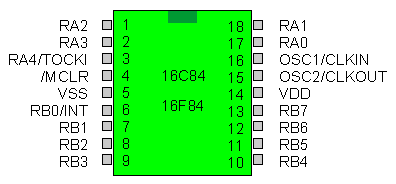 RA2 1 18 RA1
RA3 2 17 RA0
RA4/TOCKI 3 16 OSC1/CLKIN
/MCLR 4 16C84 15 OSC2/CLKOUT
VSS 5 14 VDD
RB0/INT 6 16F84 13 RB7
RB1 7 12 RB6
RB2 8 11 RB5
RB3 9 10 RB4